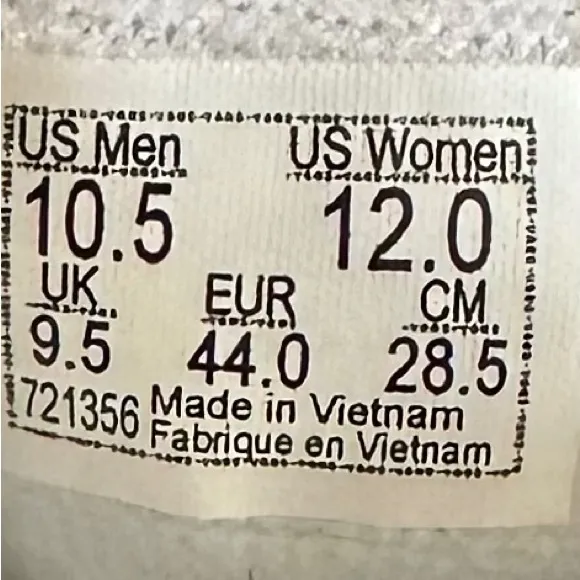 US Men US Women
10.5 12.0
UK EUR CM
9.5 44.0 28.5
721356 Made in Vietnam
Fabrique en Vietnam